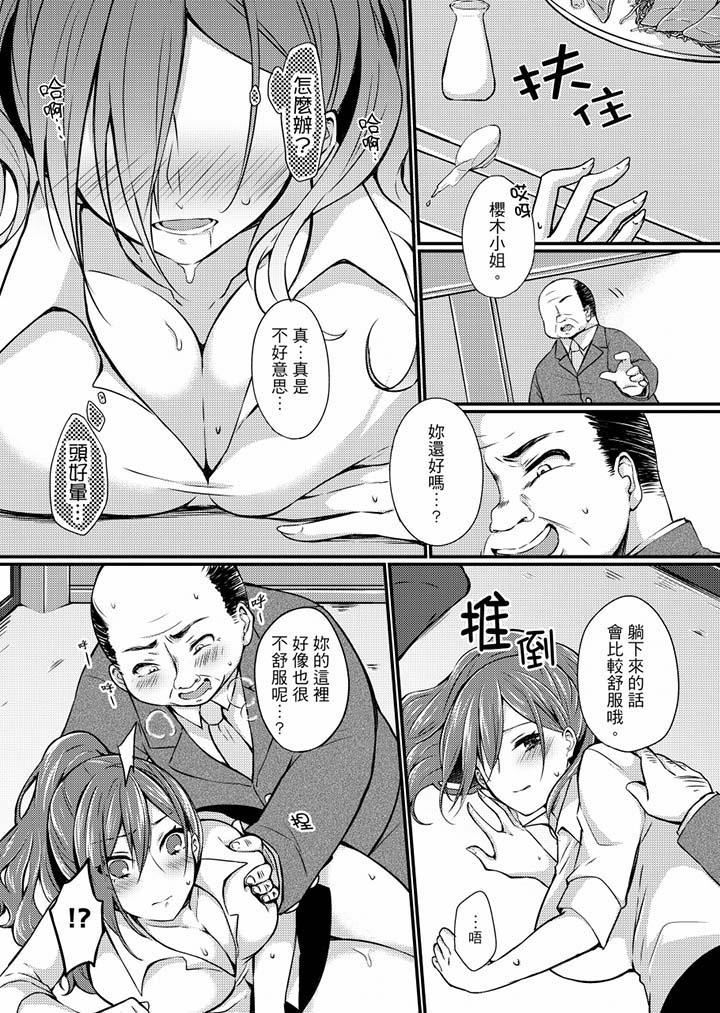 扶住
哎呀
櫻木小姐。
妳還好嗎…?
怎麼辦?
哈啊…
哈啊…
真…真是
不好意思…
頭好暈…
躺下來的話
會比較舒服哦。
推倒
…唔
妳的這裡
好像也很
不舒服呢…?
呼
呼
捏
!?